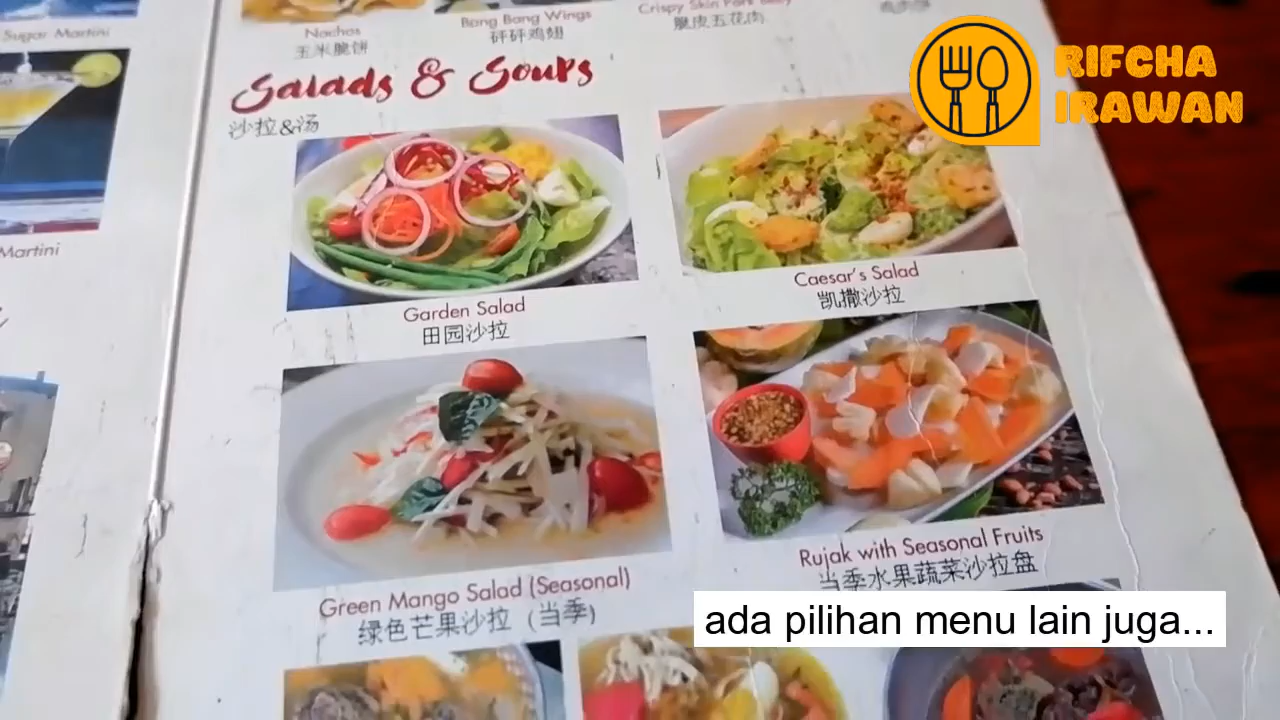 Sugar Martini
Nachos
玉米脆饼
Bang Bang Wings
砰砰鸡翅
Crispy Skin Pork Belly
脆皮五花肉
RIFCHA
IRAWAN
Salads & Soups
沙拉&汤
Martini
Garden Salad
田园沙拉
Caesar's Salad
凯撒沙拉
Green Mango Salad (Seasonal)
绿色芒果沙拉 (当季)
Rujak with Seasonal Fruits
当季水果蔬菜沙拉盘
ada pilihan menu lain juga...